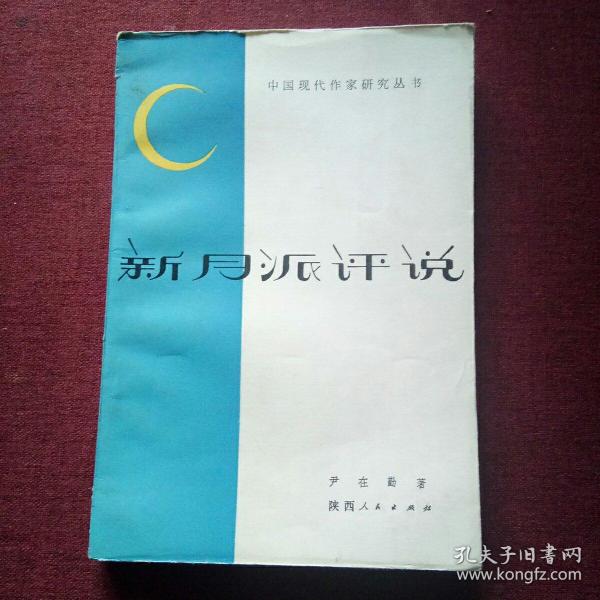 中国现代作家研究丛书
新月派评说
尹在勤 著
陕西人民出版社
孔夫子旧书网
www.kongfz.com